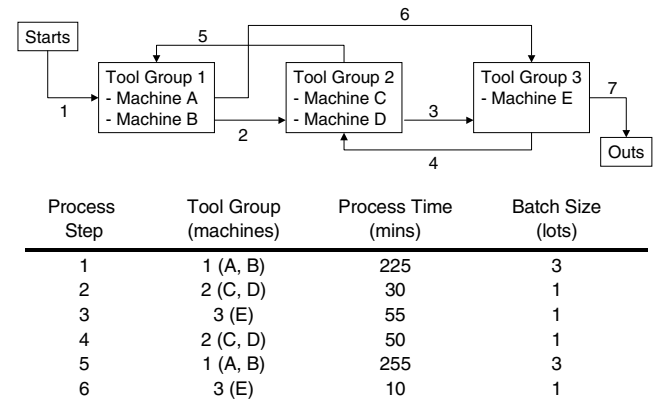 6
Starts
5
Tool Group 1
- Machine A
- Machine B
Tool Group 2
- Machine C
- Machine D
Tool Group 3
- Machine E
7
1
2
3
4
Outs
Process Step
Tool Group (machines)
Process Time (mins)
Batch Size (lots)
1 1 (A, B) 225 3
2 2 (C, D) 30 1
3 3 (E) 55 1
4 2 (C, D) 50 1
5 1 (A, B) 255 3
6 3 (E) 10 1